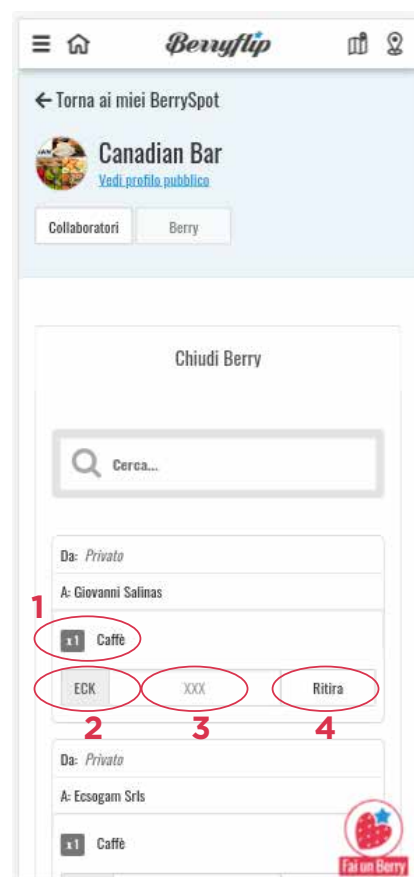 Berryflip
Torna ai miei BerrySpot
Canadian Bar
Vedi profilo pubblico
Collaboratori Berry
Chiudi Berry
Cerca...
Da: Privato
A: Giovanni Salinas
1
x1 Caffè
ECK XXX Ritira
2 3 4
Da: Privato
A: Ecsogam Srls
x1 Caffè
Fai un Berry